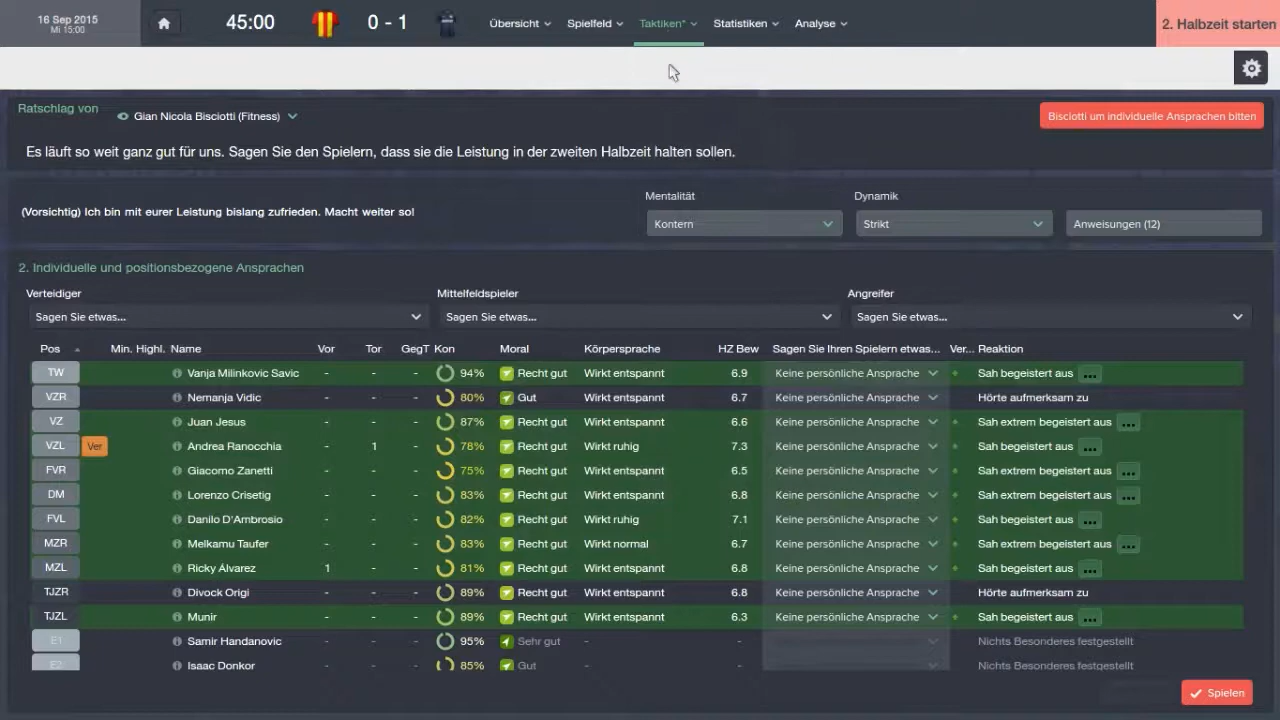 16 Sep 2015
Mi 15:00
45:00
0 - 1
Übersicht
Spielfeld
Taktiken*
Statistiken
Analyse
2. Halbzeit starten
Ratschlag von
Gian Nicola Bisciotti (Fitness)
Bisciotti um individuelle Ansprachen bitten
Es läuft so weit ganz gut für uns. Sagen Sie den Spielern, dass sie die Leistung in der zweiten Halbzeit halten sollen.
Mentalität
Dynamik
(Vorsichtig) Ich bin mit eurer Leistung bislang zufrieden. Macht weiter so!
Kontern
Strikt
Anweisungen (12)
2. Individuelle und positionsbezogene Ansprachen
Verteidiger
Mittelfeldspieler
Angreifer
Sagen Sie etwas...
Sagen Sie etwas...
Sagen Sie etwas...
Pos Min. Highl. Name Vor Tor GegT Kon Moral Körpersprache HZ Bew Sagen Sie Ihren Spielern etwas... Ver... Reaktion
TW Vanja Milinkovic Savic - - - 94% Recht gut Wirkt entspannt 6.9 Keine persönliche Ansprache Sah begeistert aus ...
VZR Nemanja Vidic - - - 80% Gut Wirkt entspannt 6.7 Keine persönliche Ansprache Hörte aufmerksam zu
VZ Juan Jesus - - - 87% Recht gut Wirkt entspannt 6.6 Keine persönliche Ansprache Sah extrem begeistert aus ...
VZL Ver Andrea Ranocchia - 1 - 78% Recht gut Wirkt ruhig 7.3 Keine persönliche Ansprache Sah begeistert aus ...
FVR Giacomo Zanetti - - - 75% Recht gut Wirkt entspannt 6.5 Keine persönliche Ansprache Sah extrem begeistert aus ...
DM Lorenzo Crisetig - - - 83% Recht gut Wirkt entspannt 6.8 Keine persönliche Ansprache Sah extrem begeistert aus ...
FVL Danilo D'Ambrosio - - - 82% Recht gut Wirkt ruhig 7.1 Keine persönliche Ansprache Sah begeistert aus ...
MZR Melkamu Taufer - - - 83% Recht gut Wirkt normal 6.7 Keine persönliche Ansprache Sah extrem begeistert aus ...
MZL Ricky Álvarez 1 - - 81% Recht gut Wirkt entspannt 6.8 Keine persönliche Ansprache Sah begeistert aus ...
TJZR Divock Origi - - - 89% Recht gut Wirkt entspannt 6.8 Keine persönliche Ansprache Hörte aufmerksam zu
TJZL Munir - - - 89% Recht gut Wirkt entspannt 6.3 Keine persönliche Ansprache Sah begeistert aus ...
E1 Samir Handanovic - - - 95% Sehr gut - - Nichts Besonderes festgestellt
E2 Isaac Donkor - - - 85% Gut - - Nichts Besonderes festgestellt
Spielen